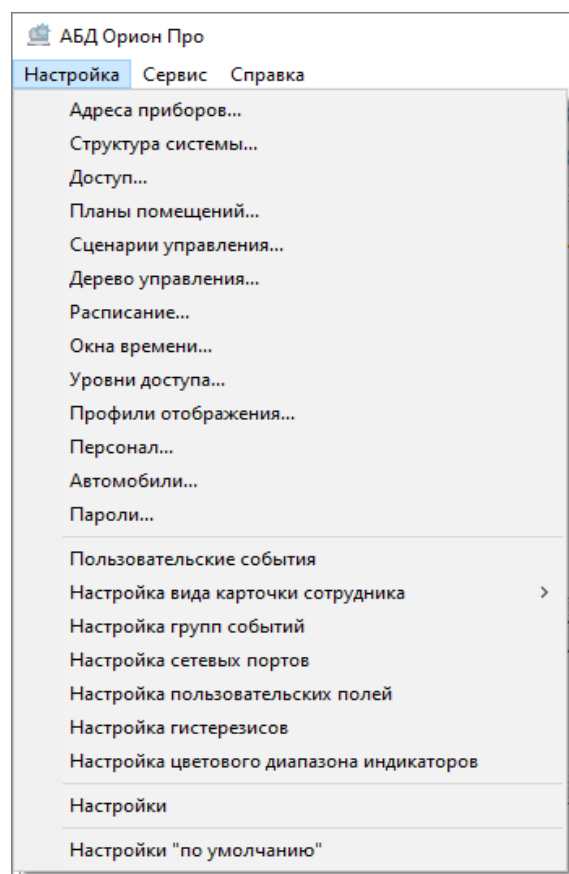 АБД Орион Про
Настройка Сервис Справка
Адреса приборов...
Структура системы...
Доступ...
Планы помещений...
Сценарии управления...
Дерево управления...
Расписание...
Окна времени...
Уровни доступа...
Профили отображения...
Персонал...
Автомобили...
Пароли...
Пользовательские события
Настройка вида карточки сотрудника
Настройка групп событий
Настройка сетевых портов
Настройка пользовательских полей
Настройка гистерезисов
Настройка цветового диапазона индикаторов
Настройки
Настройки "по умолчанию"